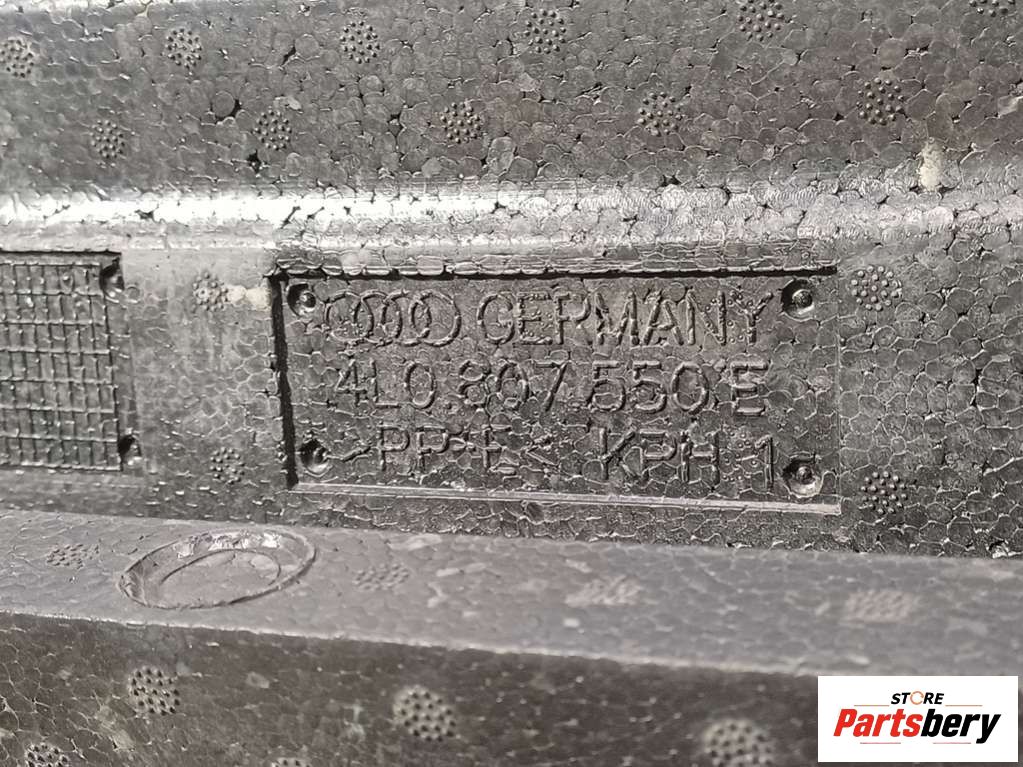 GERMANY
4L0.807.550.E
>PP-E< KPH 1
STORE
Partsbery